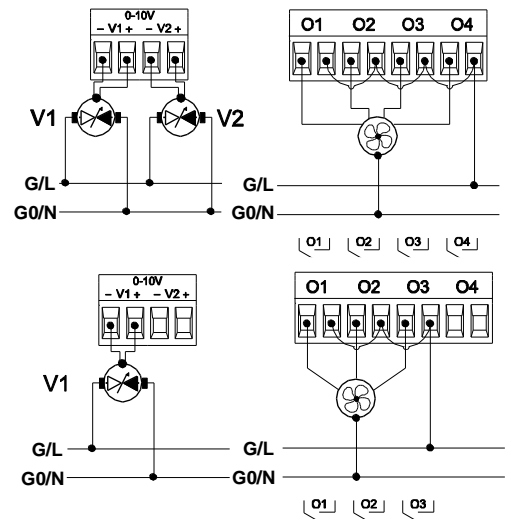 0-10V
– V1 + – V2 +
O1 O2 O3 O4
V1 V2
G/L
G0/N
G/L
G0/N
O1 O2 O3 O4
0-10V
– V1 + – V2 +
O1 O2 O3 O4
V1
G/L
G0/N
G/L
G0/N
O1 O2 O3